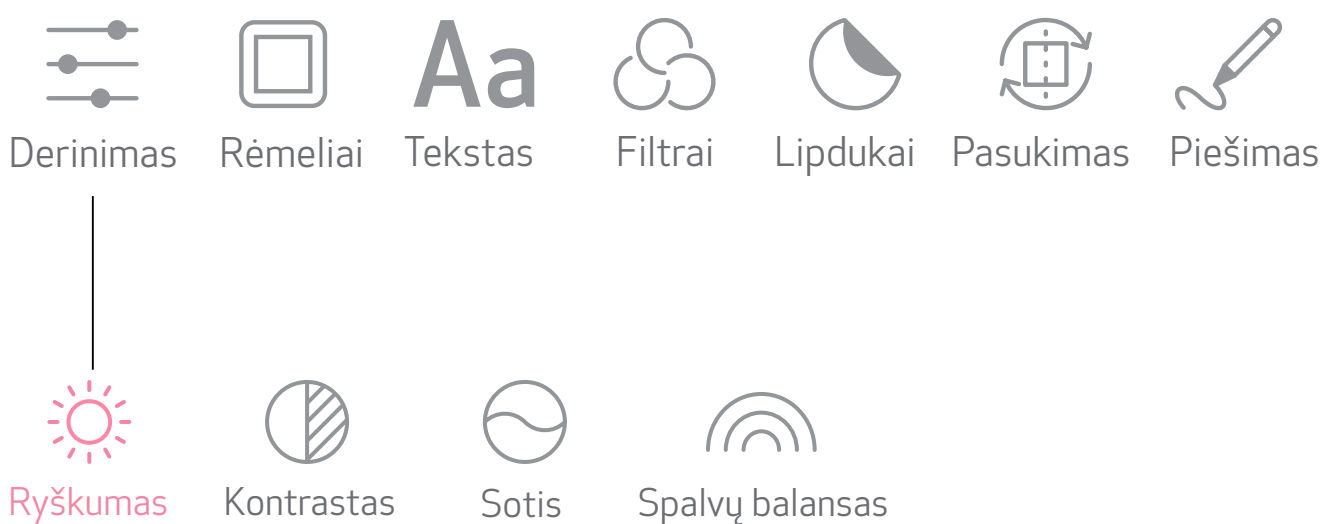 Aa
Derinimas Rėmeliai Tekstas Filtrai Lipdukai Pasukimas Piešimas
Ryškumas Kontrastas Sotis Spalvų balansas